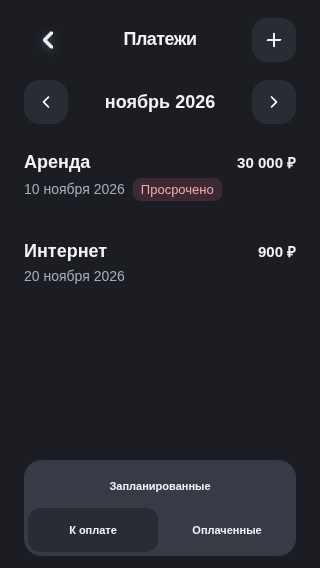 Платежи
ноябрь 2026
Аренда 30 000 ₽
10 ноября 2026 Просрочено
Интернет 900 ₽
20 ноября 2026
Запланированные
К оплате Оплаченные